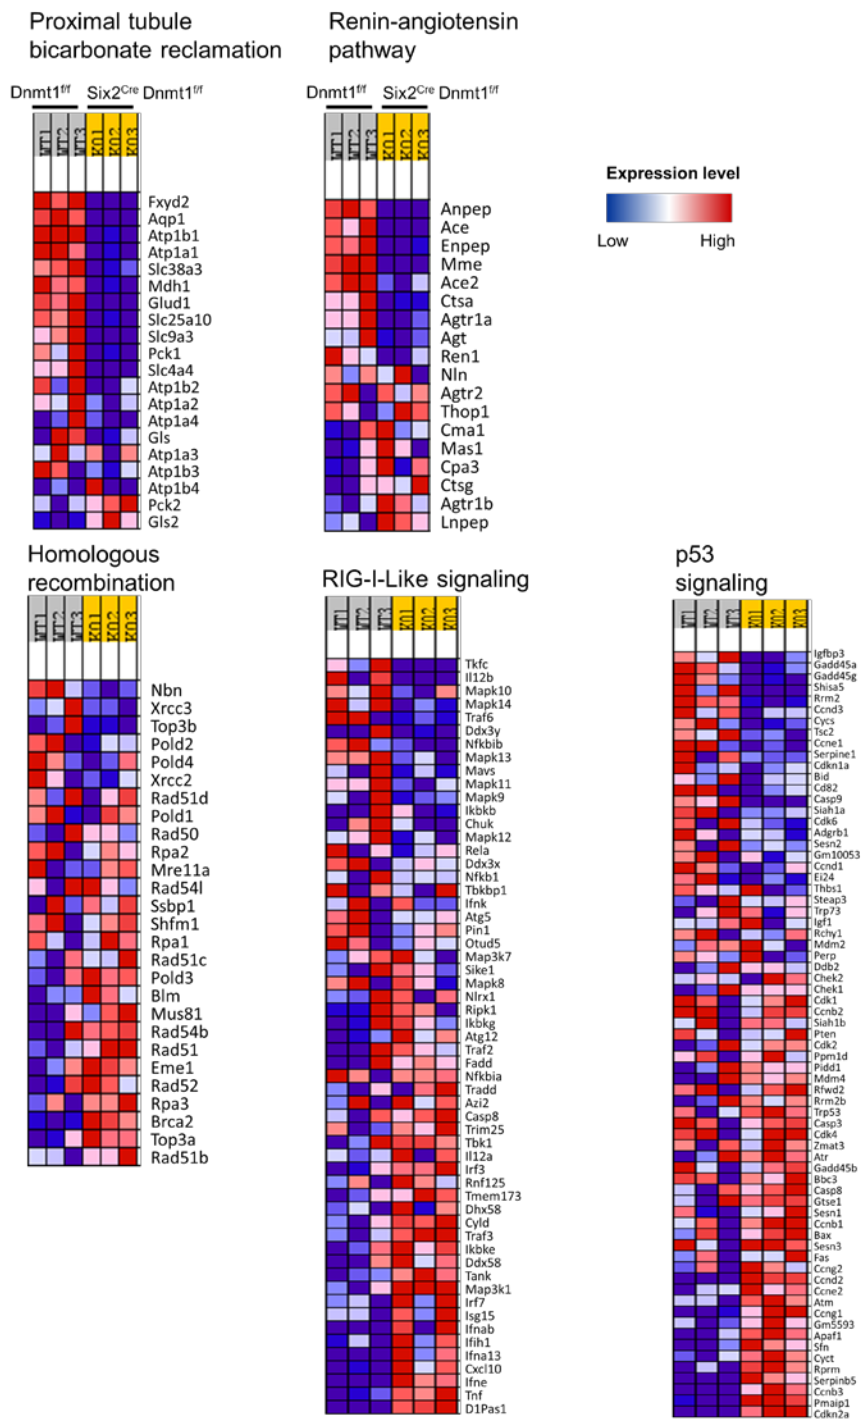 Proximal tubule
bicarbonate reclamation
Dnmt1f/f Six2Cre Dnmt1f/f
WT1 WT2 WT3 KO1 KO2 KO3
Fxyd2
Aqp1
Atp1b1
Atp1a1
Slc38a3
Mdh1
Glud1
Slc25a10
Slc9a3
Pck1
Slc4a4
Atp1b2
Atp1a2
Atp1a4
Gls
Atp1a3
Atp1b3
Atp1b4
Pck2
Gls2
Renin-angiotensin
pathway
Dnmt1f/f Six2Cre Dnmt1f/f
WT1 WT2 WT3 KO1 KO2 KO3
Anpep
Ace
Enpep
Mme
Ace2
Ctsa
Agtr1a
Agt
Ren1
Nln
Agtr2
Thop1
Cma1
Mas1
Cpa3
Ctsg
Agtr1b
Lnpep
Expression level
Low High
Homologous
recombination
WT1 WT2 WT3 KO1 KO2 KO3
Nbn
Xrcc3
Top3b
Pold2
Pold4
Xrcc2
Rad51d
Pold1
Rad50
Rpa2
Mre11a
Rad54l
Ssbp1
Shfm1
Rpa1
Rad51c
Pold3
Blm
Mus81
Rad54b
Rad51
Eme1
Rad52
Rpa3
Brca2
Top3a
Rad51b
RIG-I-Like signaling
WT1 WT2 WT3 KO1 KO2 KO3
Tkfc
Il12b
Mapk10
Mapk14
Traf6
Ddx3y
Nfkbib
Mapk13
Mavs
Mapk11
Mapk9
Ikbkb
Chuk
Mapk12
Rela
Ddx3x
Nfkb1
Tbkbp1
Ifnk
Atg5
Pin1
Otud5
Map3k7
Sike1
Mapk8
Nlrx1
Ripk1
Ikbkg
Atg12
Traf2
Fadd
Nfkbia
Tradd
Azi2
Casp8
Trim25
Tbk1
Il12a
Irf3
Rnf125
Tmem173
Dhx58
Cyld
Traf3
Ikbke
Ddx58
Tank
Map3k1
Irf7
Isg15
Ifnab
Ifih1
Ifna13
Cxcl10
Ifne
Tnf
D1Pas1
p53
signaling
WT1 WT2 WT3 KO1 KO2 KO3
Igfbp3
Gadd45a
Gadd45g
Shisa5
Rrm2
Ccnd3
Cycs
Tsc2
Ccne1
Serpine1
Cdkn1a
Bid
Cd82
Casp9
Siah1a
Cdk6
Adgrb1
Sesn2
Gm10053
Ccnd1
Ei24
Thbs1
Steap3
Trp73
Igf1
Rchy1
Mdm2
Perp
Ddb2
Chek2
Chek1
Cdk1
Ccnb2
Siah1b
Pten
Cdk2
Ppm1d
Pidd1
Mdm4
Rfwd2
Rrm2b
Trp53
Casp3
Cdk4
Zmat3
Atr
Gadd45b
Bbc3
Casp8
Gtse1
Sesn1
Ccnb1
Bax
Sesn3
Fas
Ccng2
Ccnd2
Ccne2
Atm
Ccng1
Gm5593
Apaf1
Sfn
Cyct
Rprm
Serpinb5
Ccnb3
Pmaip1
Cdkn2a